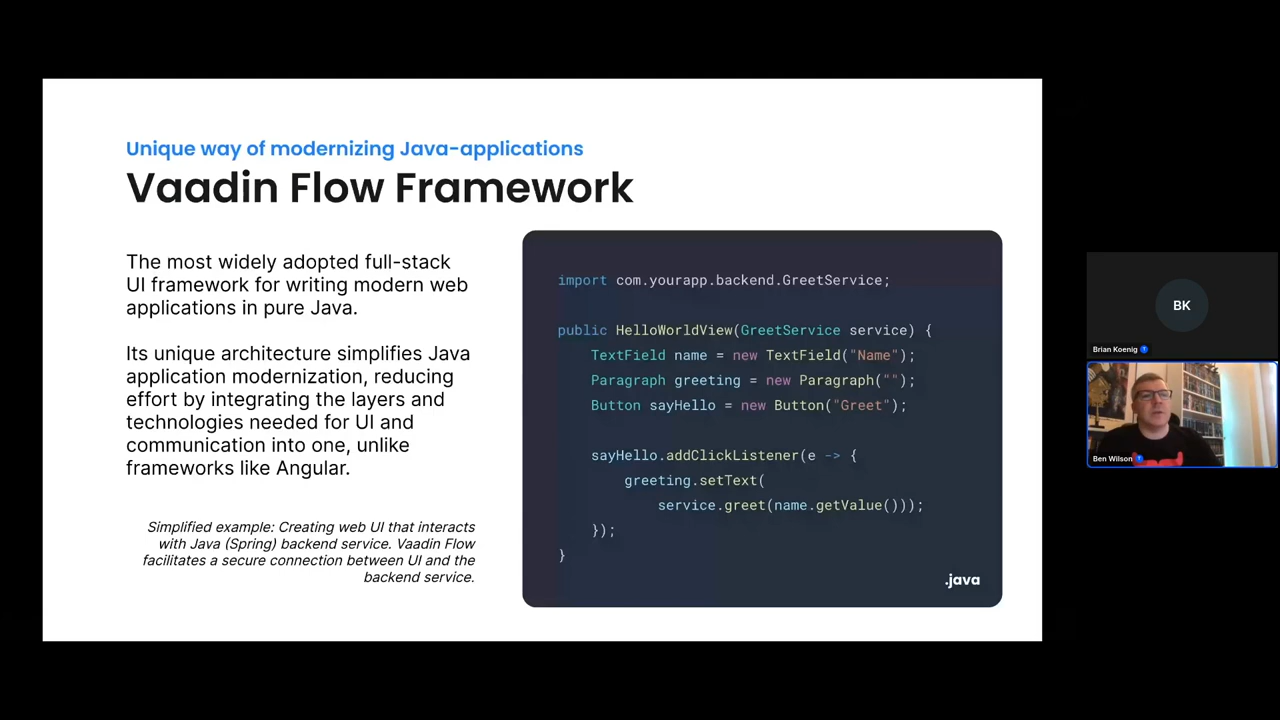 Unique way of modernizing Java-applications
Vaadin Flow Framework
The most widely adopted full-stack
UI framework for writing modern web
applications in pure Java.
Its unique architecture simplifies Java
application modernization, reducing
effort by integrating the layers and
technologies needed for UI and
communication into one, unlike
frameworks like Angular.
Simplified example: Creating web UI that interacts
with Java (Spring) backend service. Vaadin Flow
facilitates a secure connection between UI and the
backend service.
import com.yourapp.backend.GreetService;
public HelloWorldView(GreetService service) {
TextField name = new TextField("Name");
Paragraph greeting = new Paragraph("");
Button sayHello = new Button("Greet");
sayHello.addClickListener(e -> {
greeting.setText(
service.greet(name.getValue()));
});
}
.java
BK
Brian Koenig
Ben Wilson